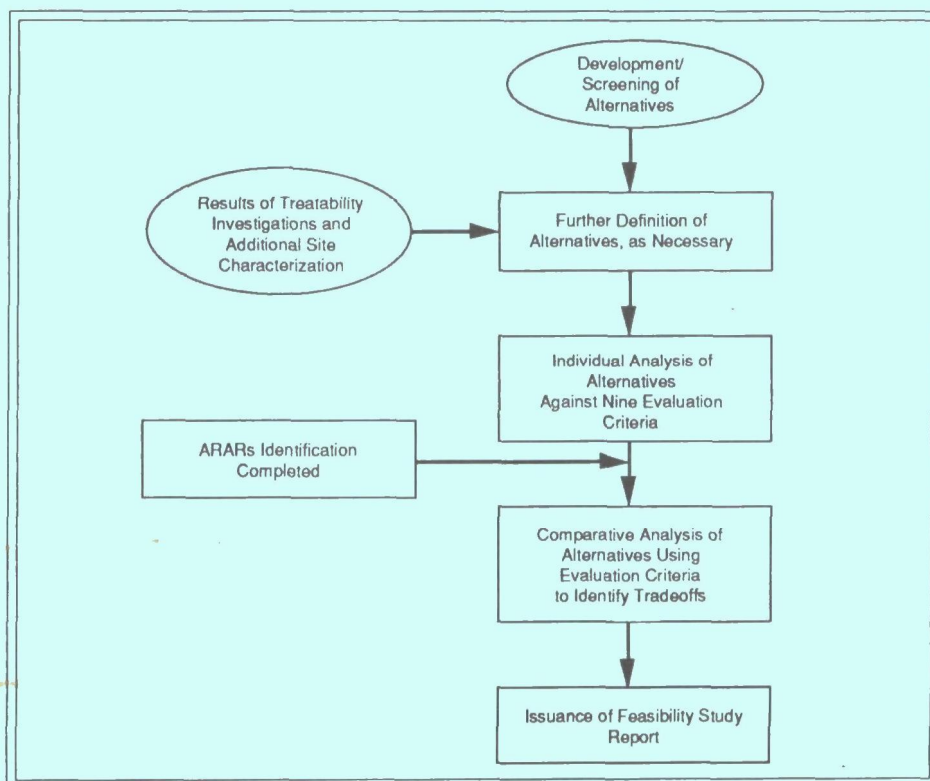 Development/
Screening of
Alternatives
Results of Treatability
Investigations and
Additional Site
Characterization
Further Definition of
Alternatives, as Necessary
Individual Analysis of
Alternatives
Against Nine Evaluation
Criteria
ARARs Identification
Completed
Comparative Analysis of
Alternatives Using
Evaluation Criteria
to Identify Tradeoffs
Issuance of Feasibility Study
Report